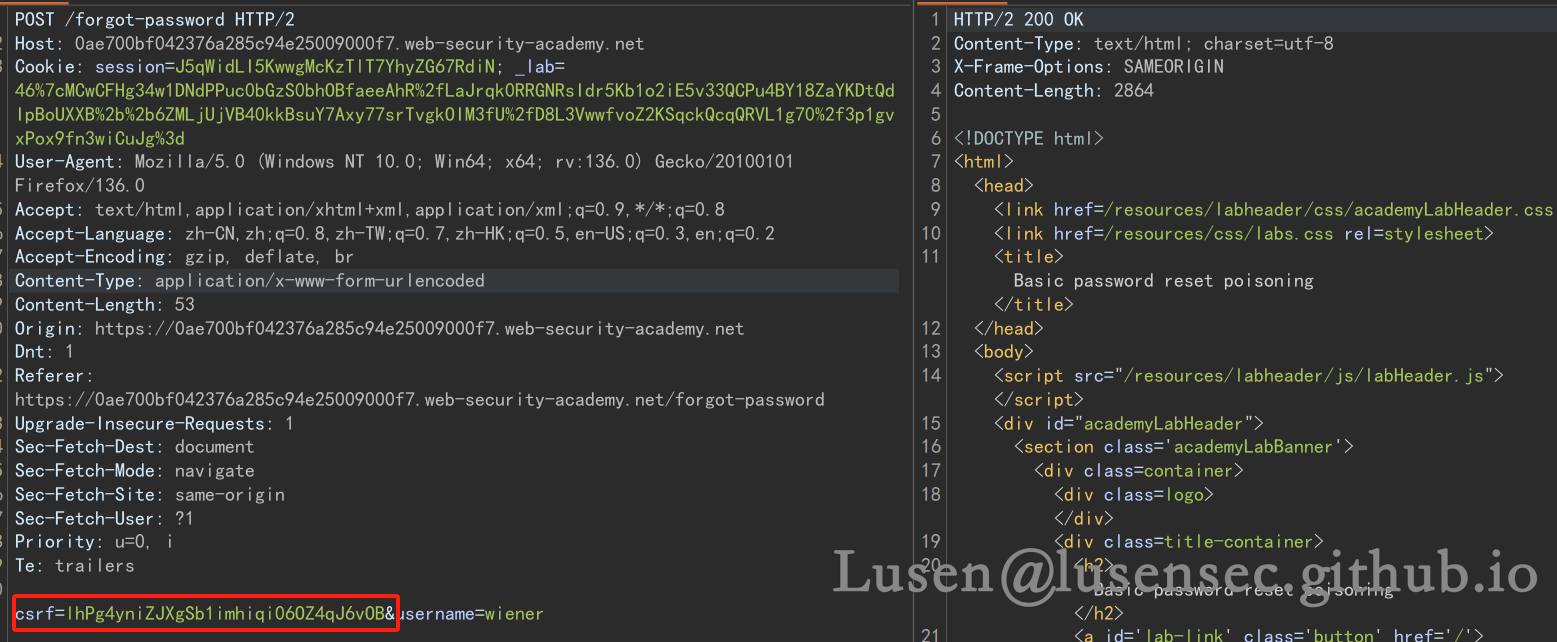 POST /forgot-password HTTP/2
Host: 0ae700bf042376a285c94e25009000f7.web-security-academy.net
Cookie: session=J5qWidLl5KwwgMcKzTlT7YhyZG67RdiN; _lab=
46%7cMCwCFHg34w1DNdPPuc0bGzS0bhOBfaeeAhR%2fLaJrqkORRGNRsIdr5Kb1o2iE5v33QCPu4BY18ZaYKDtQd
IpBoUXXB%2b%2b6ZMLjUjVB40kkBsuY7Axy77srTvgkOIM3fU%2fD8L3VwwfvoZ2KSqckQcqQRVL1g70%2f3p1gv
xPox9fn3wiCuJg%3d
User-Agent: Mozilla/5.0 (Windows NT 10.0; Win64; x64; rv:136.0) Gecko/20100101
Firefox/136.0
Accept: text/html,application/xhtml+xml,application/xml;q=0.9,*/*;q=0.8
Accept-Language: zh-CN,zh;q=0.8,zh-TW;q=0.7,zh-HK;q=0.5,en-US;q=0.3,en;q=0.2
Accept-Encoding: gzip, deflate, br
Content-Type: application/x-www-form-urlencoded
Content-Length: 53
Origin: https://0ae700bf042376a285c94e25009000f7.web-security-academy.net
Dnt: 1
Referer:
https://0ae700bf042376a285c94e25009000f7.web-security-academy.net/forgot-password
Upgrade-Insecure-Requests: 1
Sec-Fetch-Dest: document
Sec-Fetch-Mode: navigate
Sec-Fetch-Site: same-origin
Sec-Fetch-User: ?1
Priority: u=0, i
Te: trailers
csrf=lhPg4yniZJXgSb1imhiqi06OZ4qJ6vOB&username=wiener
1 HTTP/2 200 OK
2 Content-Type: text/html; charset=utf-8
3 X-Frame-Options: SAMEORIGIN
4 Content-Length: 2864
5
6 <!DOCTYPE html>
7 <html>
8 <head>
9 <link href=/resources/labheader/css/academyLabHeader.css
10 <link href=/resources/css/labs.css rel=stylesheet>
11 <title>
Basic password reset poisoning
</title>
12 </head>
13 <body>
14 <script src="/resources/labheader/js/labHeader.js">
</script>
15 <div id="academyLabHeader">
16 <section class='academyLabBanner'>
17 <div class=container>
18 <div class=logo>
</div>
19 <div class=title-container>
20 <h2>
Basic password reset poisoning
</h2>
21 <a id='lab-link' class='button' href='/'>
Lusen@lusensec.github.io